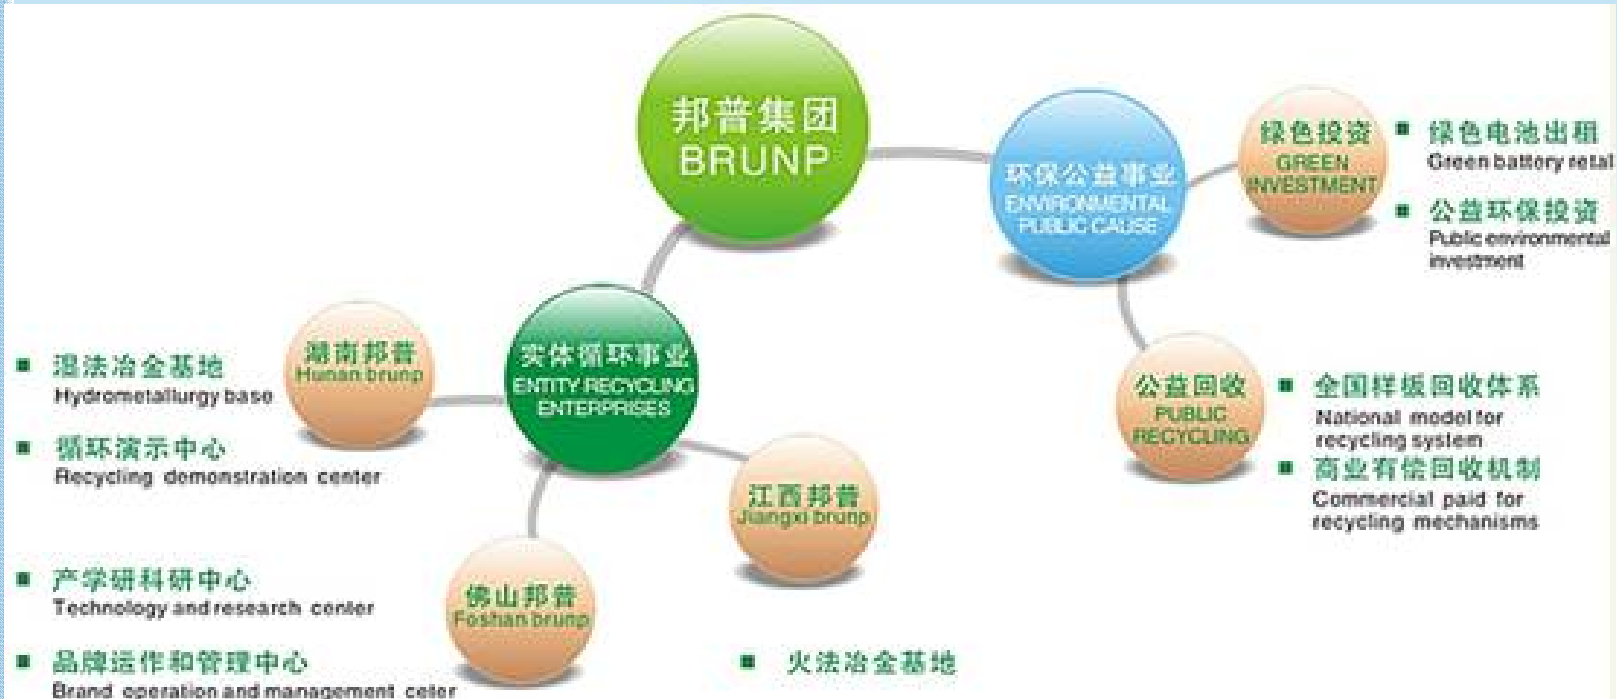 邦普集团
BRUNP
环保公益事业
ENVIRONMENTAL
PUBLIC CAUSE
绿色投资
GREEN
INVESTMENT
绿色电池出租
Green battery retal
公益环保投资
Public environmental
investment
公益回收
PUBLIC
RECYCLING
全国样板回收体系
National model for
recycling system
商业有偿回收机制
Commercial paid for
recycling mechanisms
实体循环事业
ENTITY RECYCLING
ENTERPRISES
湖南邦普
Hunan brunp
湿法冶金基地
Hydrometallurgy base
循环演示中心
Recycling demonstration center
江西邦普
Jiangxi brunp
火法冶金基地
佛山邦普
Foshan brunp
产学研科研中心
Technology and research center
品牌运作和管理中心
Brand operation and management ceter